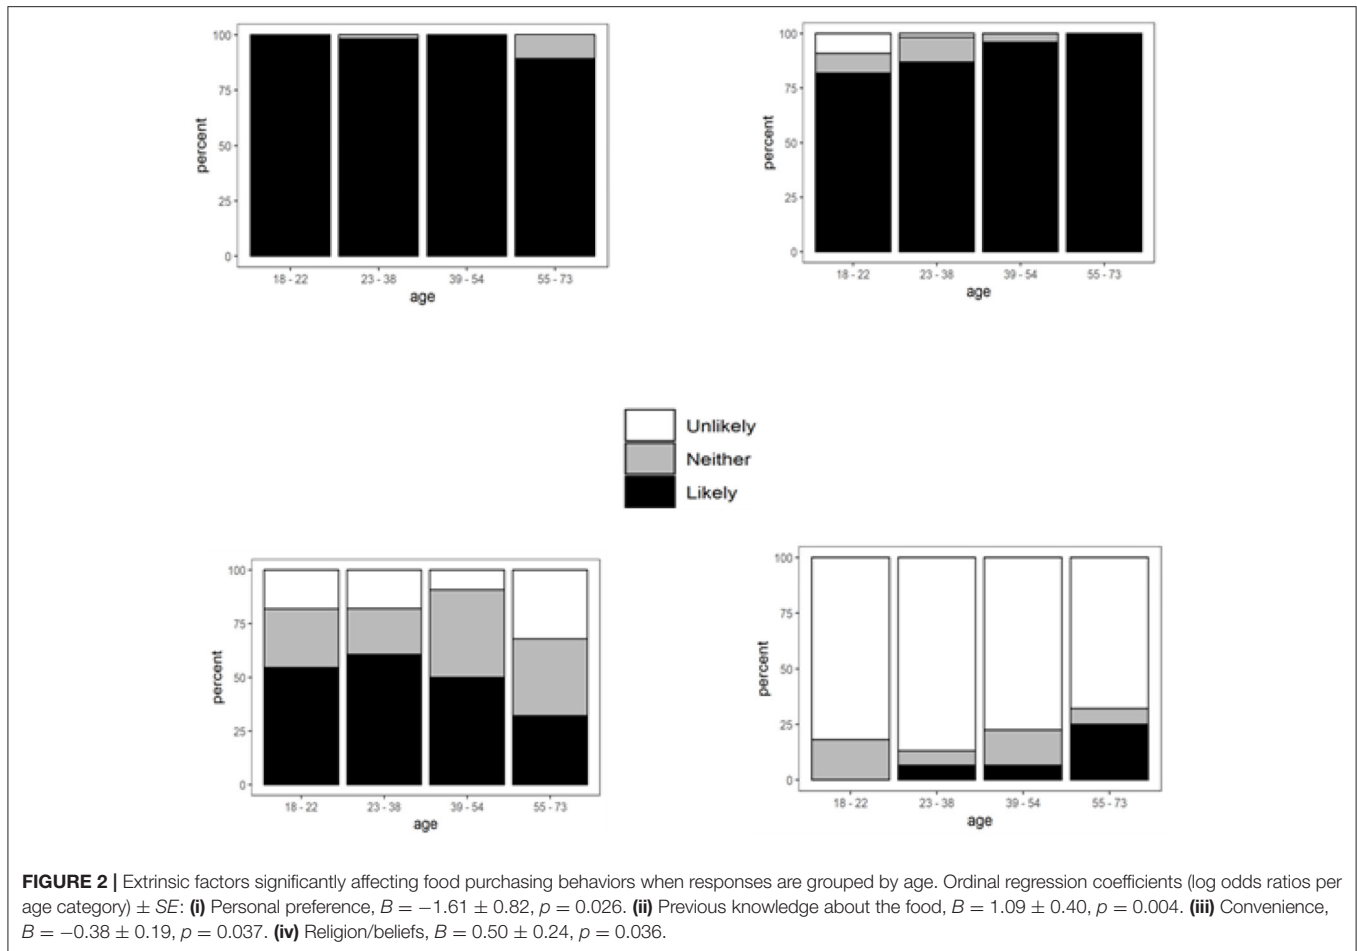 100
75
50
25
0
percent
18 - 22 23 - 38 39 - 54 55 - 73
age
100
75
50
25
0
percent
18 - 22 23 - 38 39 - 54 55 - 73
age
Unlikely
Neither
Likely
100
75
50
25
0
percent
18 - 22 23 - 38 39 - 54 55 - 73
age
100
75
50
25
0
percent
18 - 22 23 - 38 39 - 54 55 - 73
age
FIGURE 2 | Extrinsic factors significantly affecting food purchasing behaviors when responses are grouped by age. Ordinal regression coefficients (log odds ratios per
age category) ± SE: (i) Personal preference, B = −1.61 ± 0.82, p = 0.026. (ii) Previous knowledge about the food, B = 1.09 ± 0.40, p = 0.004. (iii) Convenience,
B = −0.38 ± 0.19, p = 0.037. (iv) Religion/beliefs, B = 0.50 ± 0.24, p = 0.036.